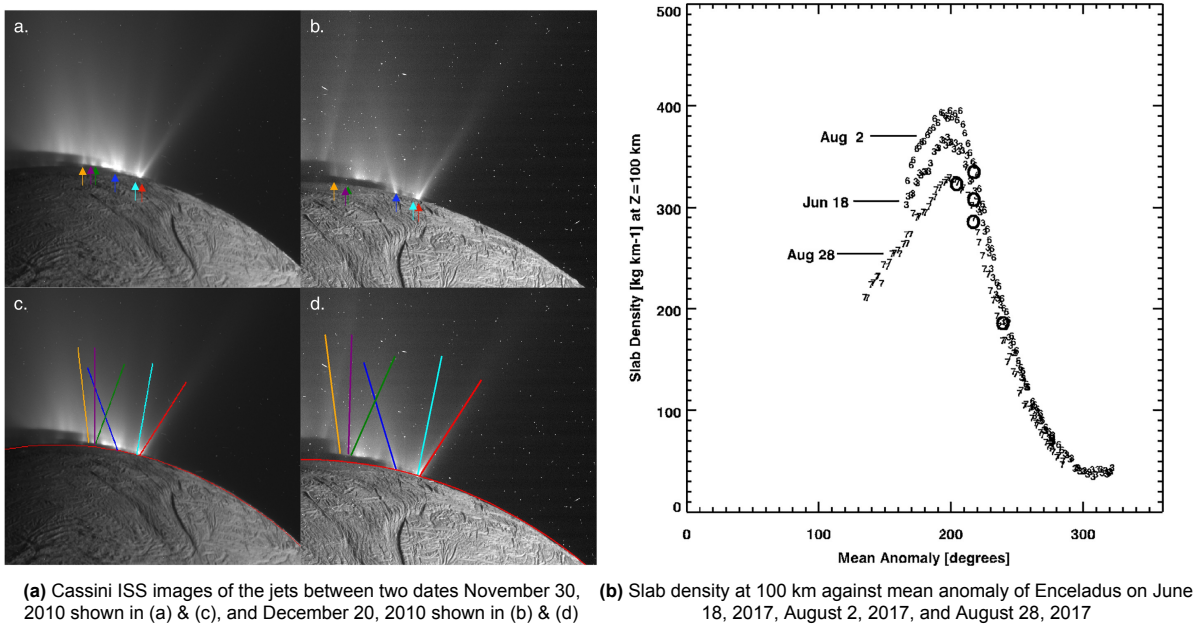 a.
b.
c.
d.
500
400
300
200
100
0
0
100
200
300
Slab Density [kg km-1] at Z=100 km
Mean Anomaly [degrees]
Aug 2
Jun 18
Aug 28
(a) Cassini ISS images of the jets between two dates November 30,
2010 shown in (a) & (c), and December 20, 2010 shown in (b) & (d)
(b) Slab density at 100 km against mean anomaly of Enceladus on June
18, 2017, August 2, 2017, and August 28, 2017